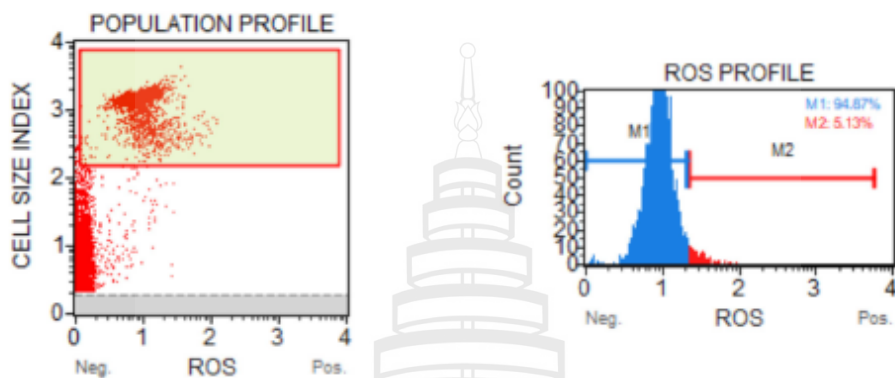 POPULATION PROFILE
4
3
2
1
0
CELL SIZE INDEX
0 1 2 3 4
Neg. ROS Pos.
ROS PROFILE
100
90
80
70
60
50
40
30
20
10
0
Count
M1: 94.87%
M2: 5.13%
M1
M2
0 1 2 3 4
Neg. ROS Pos.